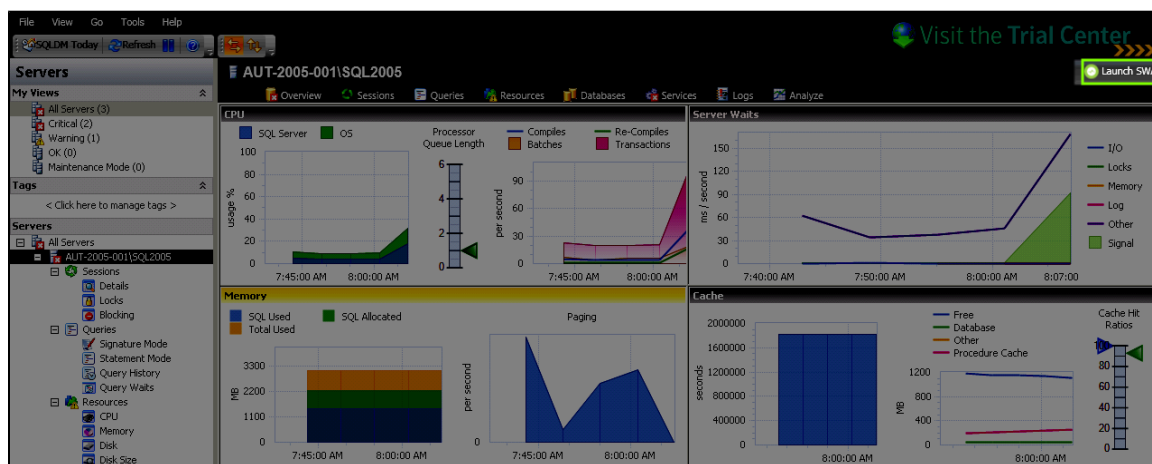 File View Go Tools Help
SQLDM Today Refresh
Visit the Trial Center
Launch SWA
Servers
AUT-2005-001\SQL2005
My Views
Overview Sessions Queries Resources Databases Services Logs Analyze
All Servers (3)
Critical (2)
Warning (1)
OK (0)
Maintenance Mode (0)
Tags
< Click here to manage tags >
Servers
All Servers
AUT-2005-001\SQL2005
Sessions
Details
Locks
Blocking
Queries
Signature Mode
Statement Mode
Query History
Query Waits
Resources
CPU
Memory
Disk
Disk Size
CPU
SQL Server OS
Processor
Queue Length
Compiles Re-Compiles
Batches Transactions
usage %
100
80
60
40
20
0
7:45:00 AM 8:00:00 AM
6
4
2
0
per second
90
60
30
0
7:45:00 AM 8:00:00 AM
Server Waits
ms / second
150
120
90
60
30
0
7:40:00 AM 7:50:00 AM 8:00:00 AM 8:07:00
I/O
Locks
Memory
Log
Other
Signal
Memory
SQL Used SQL Allocated
Total Used
MB
3300
2200
1100
0
7:45:00 AM 8:00:00 AM
Paging
per second
0
7:45:00 AM 8:00:00 AM
Cache
seconds
2000000
1600000
1200000
800000
400000
0
8:00:00 AM
Free
Database
Other
Procedure Cache
MB
1200
800
400
0
8:00:00 AM
Cache Hit
Ratios
80
60
40
20
0